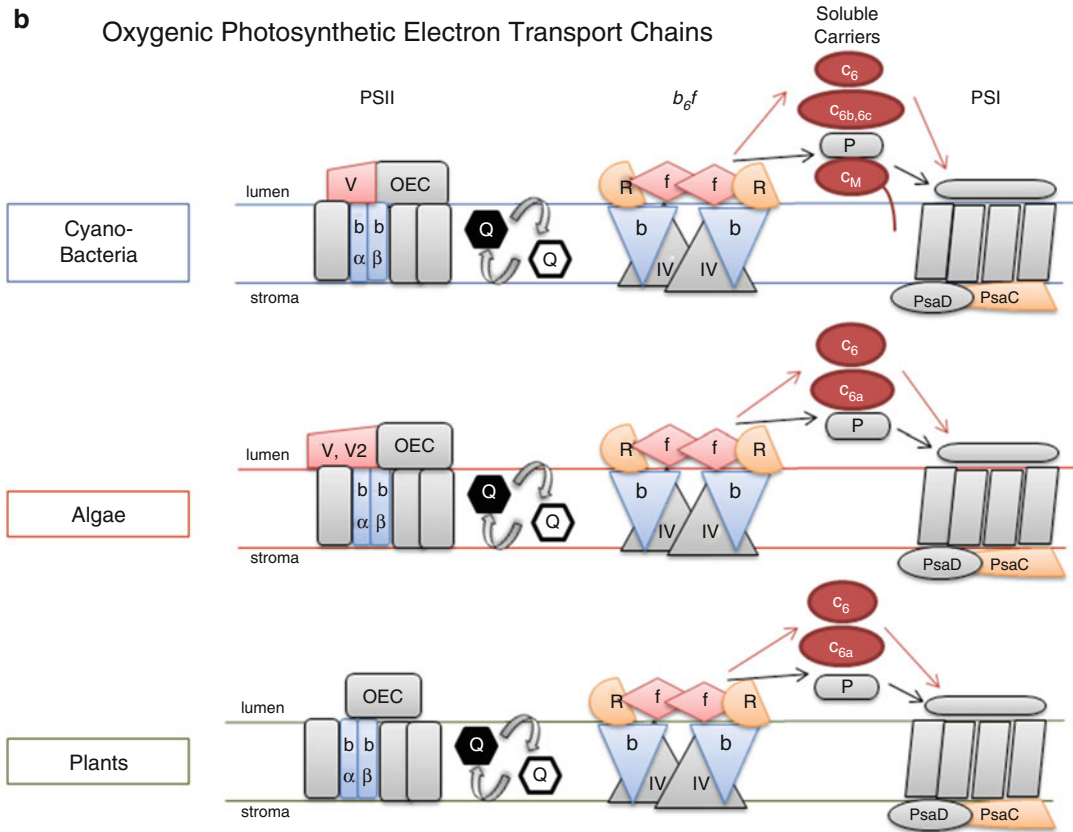 b
Oxygenic Photosynthetic Electron Transport Chains
Soluble
Carriers
PSII
b₆f
PSI
Cyano-
Bacteria
lumen
stroma
V
OEC
b b
α β
Q
Q
R f f R
b b
IV IV
c₆
c₆b,₆c
P
c_M
PsaD PsaC
Algae
lumen
stroma
V, V2
OEC
b b
α β
Q
Q
R f f R
b b
IV IV
c₆
c₆a
P
PsaD PsaC
Plants
lumen
stroma
OEC
b b
α β
Q
Q
R f f R
b b
IV IV
c₆
c₆a
P
PsaD PsaC